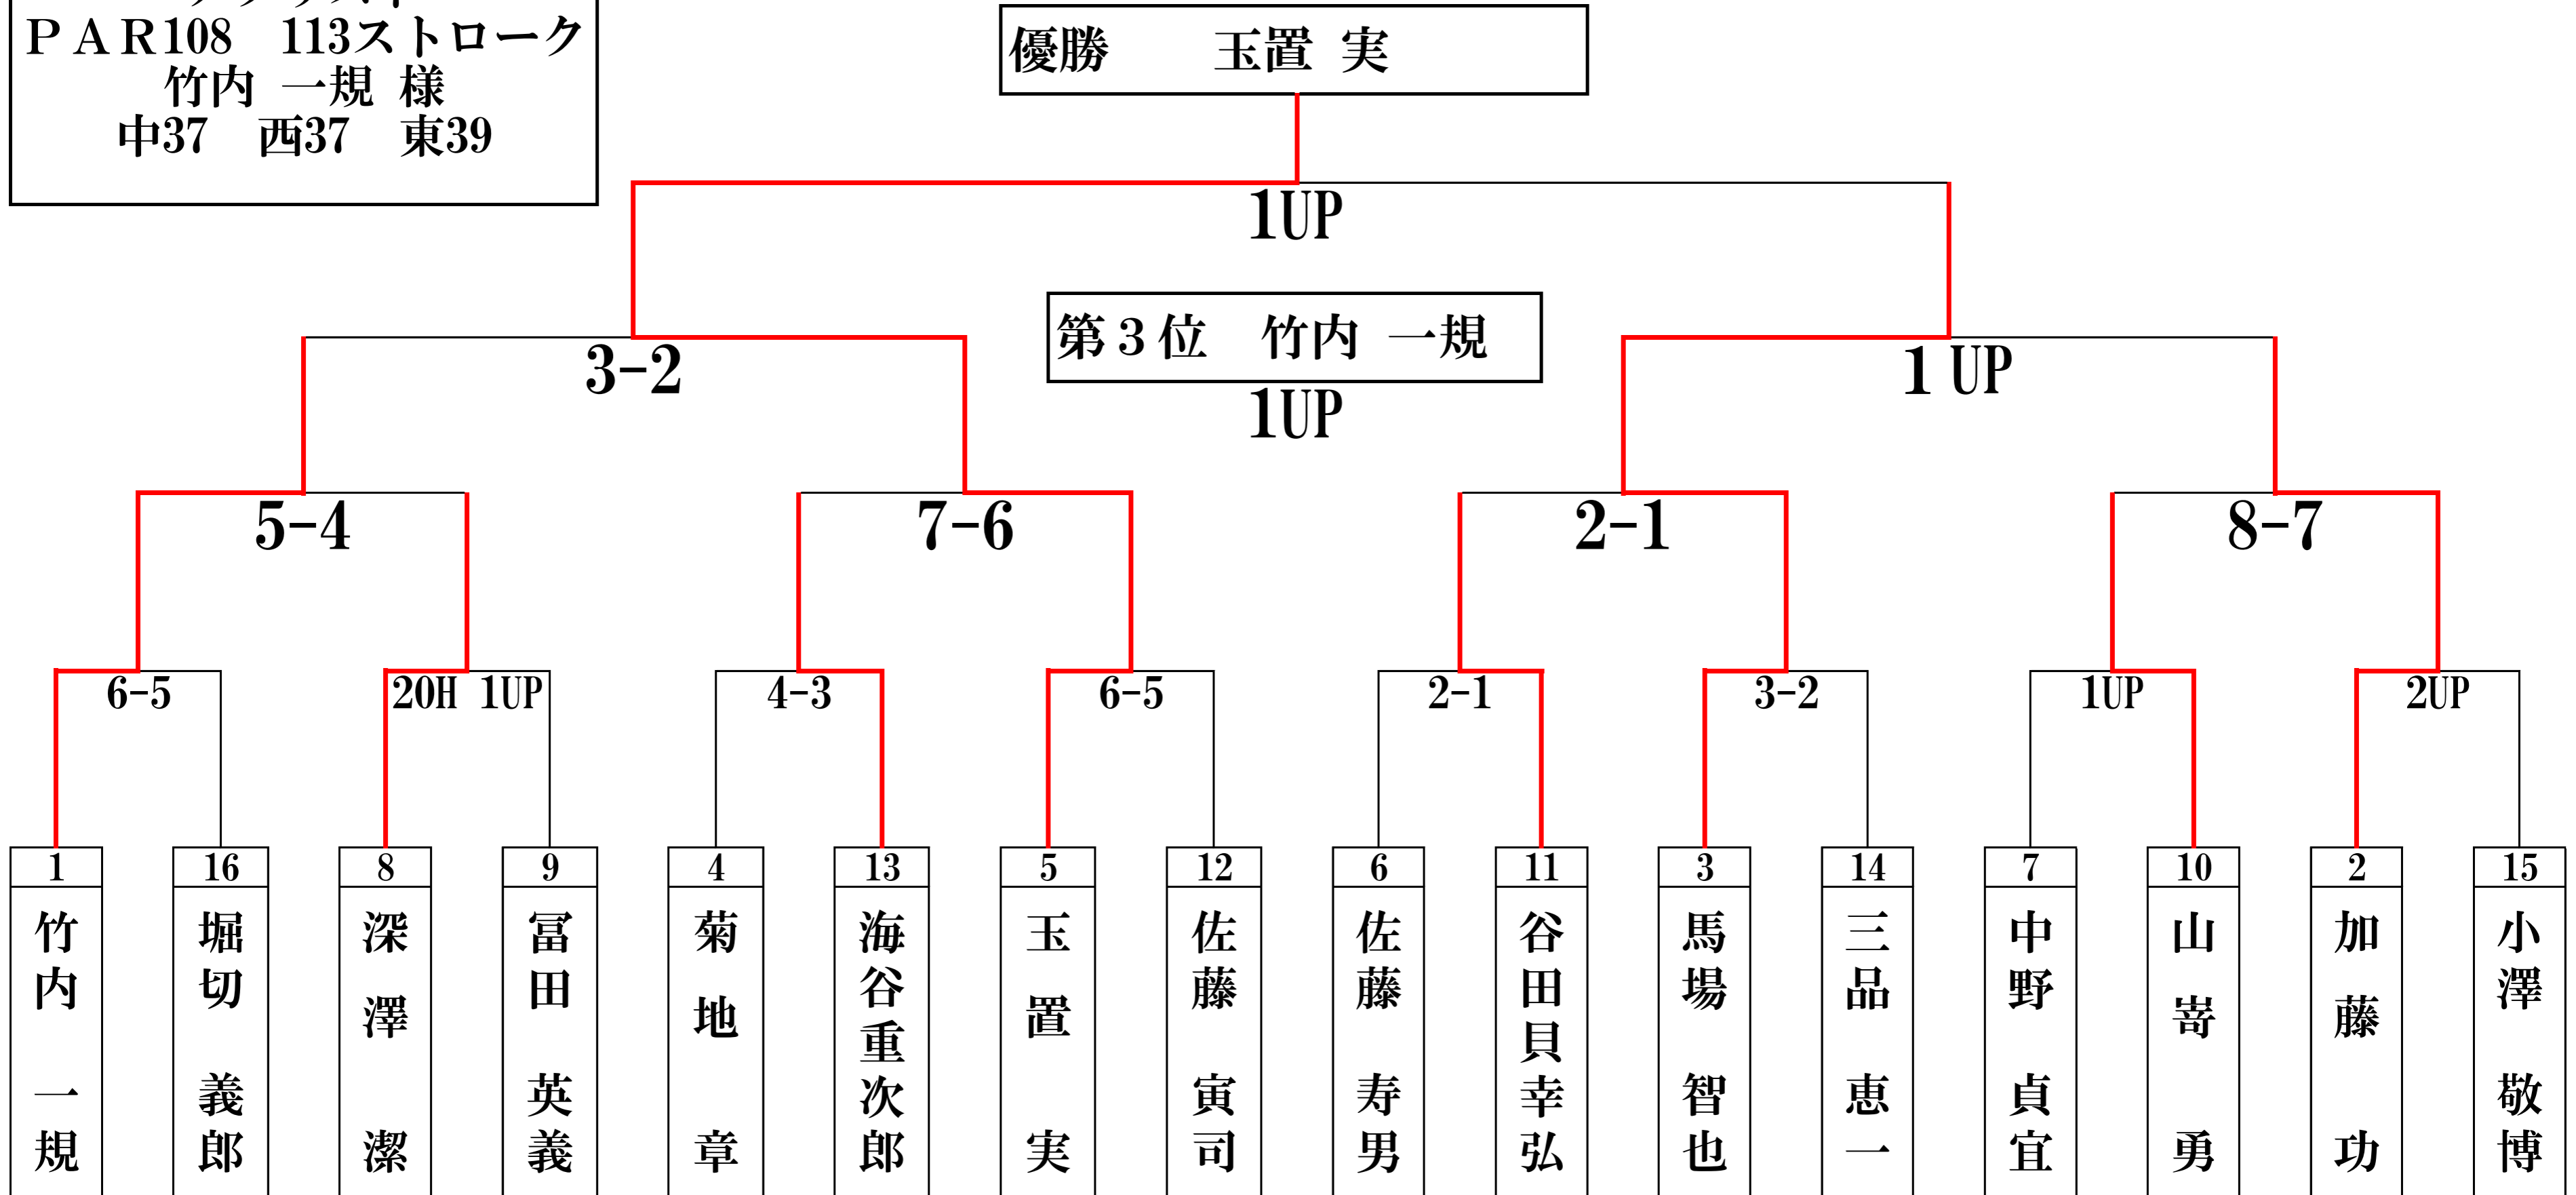 PAR108　113ストローク
竹内 一規 様
中37　西37　東39
優勝　　玉置 実
1UP
第３位　竹内 一規
3-2
1 UP
1UP
5-4
7-6
2-1
8-7
6-5
20H 1UP
4-3
6-5
2-1
3-2
1UP
2UP
1
16
8
9
4
13
5
12
6
11
3
14
7
10
2
15
竹内 一規
堀切 義郎
深澤 潔
冨田 英義
菊地 章
海谷重次郎
玉置 実
佐藤 寅司
佐藤 寿男
谷田貝幸弘
馬場 智也
三品 恵一
中野 貞宜
山嵜 勇
加藤 功
小澤 敬博